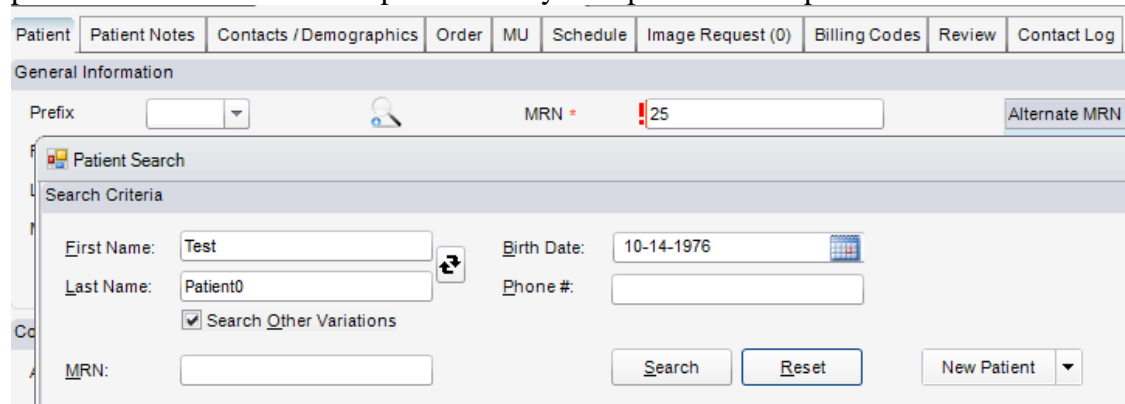 Patient Patient Notes Contacts / Demographics Order MU Schedule Image Request (0) Billing Codes Review Contact Log
General Information
Prefix MRN * ! 25 Alternate MRN
Patient Search
Search Criteria
First Name: Test Birth Date: 10-14-1976
Last Name: Patient0 Phone #:
Search Other Variations
MRN: Search Reset New Patient